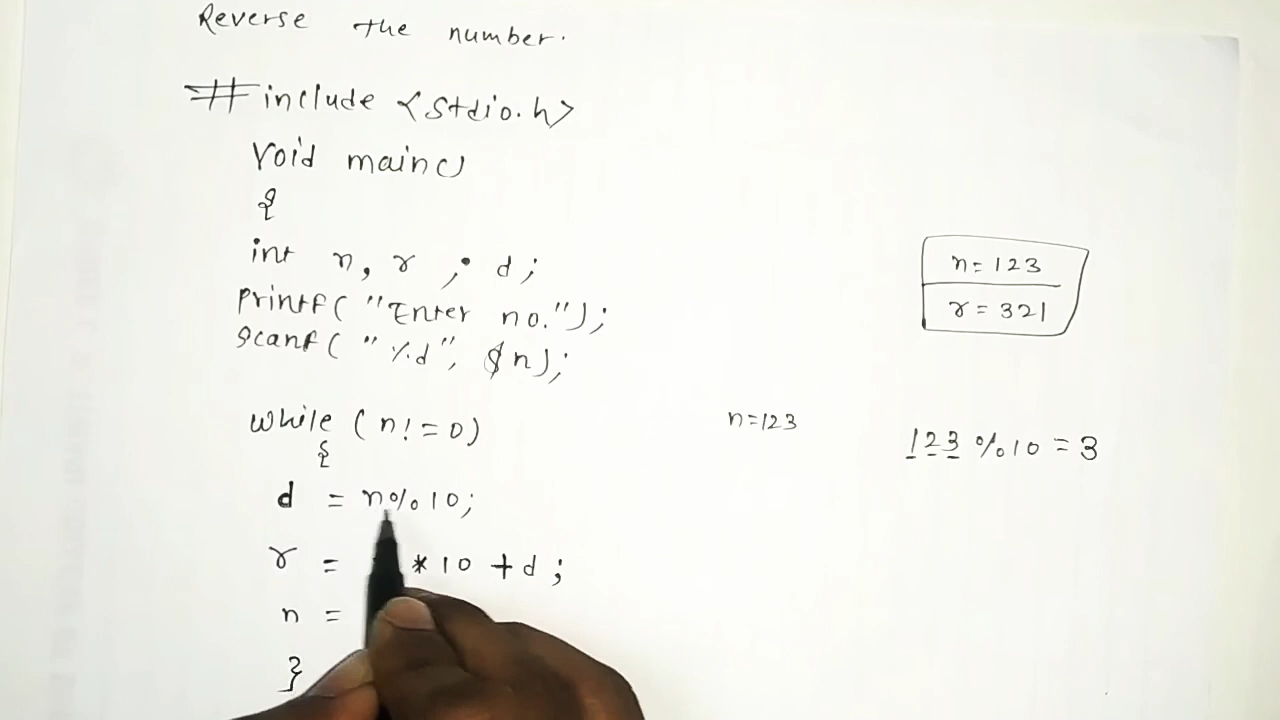 Reverse the number.
#include <stdio.h>
void main()
{
int n, r ; d;
printf( "Enter no.");
scanf( "%d", &n);
while ( n! = 0)
{
d = n%10;
r = * 10 + d ;
n =
}
n = 123
r = 321
n=123
123 %10 = 3